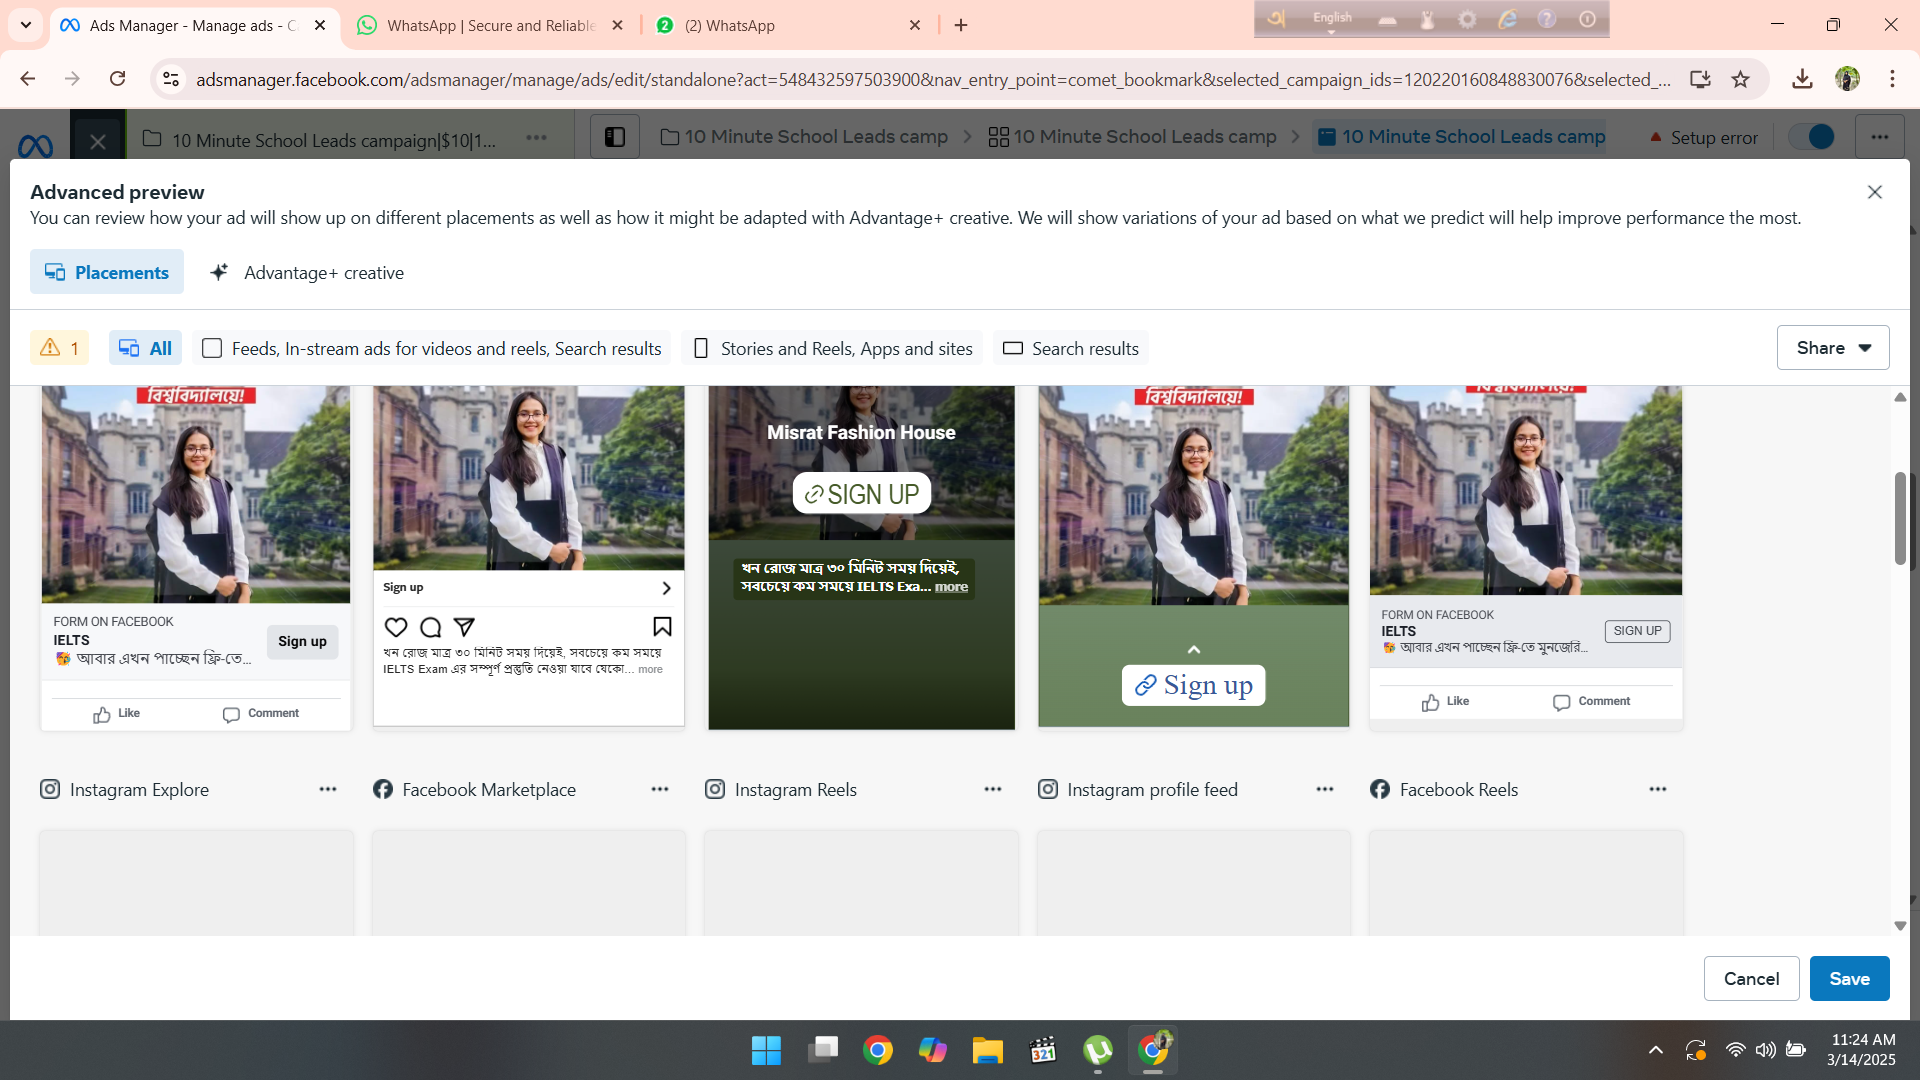 Ads Manager - Manage ads - C
WhatsApp | Secure and Reliable
2
(2) WhatsApp
English
adsmanager.facebook.com/adsmanager/manage/ads/edit/standalone?act=548432597503900&nav_entry_point=comet_bookmark&selected_campaign_ids=120220160848830076&selected_...
10 Minute School Leads campaign|$10|1...
10 Minute School Leads camp
10 Minute School Leads camp
10 Minute School Leads camp
Setup error
Advanced preview
You can review how your ad will show up on different placements as well as how it might be adapted with Advantage+ creative. We will show variations of your ad based on what we predict will help improve performance the most.
Placements
Advantage+ creative
1
All
Feeds, In-stream ads for videos and reels, Search results
Stories and Reels, Apps and sites
Search results
Share
বিশ্ববিদ্যালয়ে!
FORM ON FACEBOOK
IELTS
আবার এখন পাচ্ছেন ফ্রি-তে...
Sign up
Like
Comment
Sign up
খন রোজ মাত্র ৩০ মিনিট সময় দিয়েই, সবচেয়ে কম সময়ে
IELTS Exam এর সম্পূর্ণ প্রস্তুতি নেওয়া যাবে যেকো... more
Misrat Fashion House
SIGN UP
খন রোজ মাত্র ৩০ মিনিট সময় দিয়েই,
সবচেয়ে কম সময়ে IELTS Exa... more
বিশ্ববিদ্যালয়ে!
Sign up
বিশ্ববিদ্যালয়ে!
FORM ON FACEBOOK
IELTS
আবার এখন পাচ্ছেন ফ্রি-তে মুনজেরি...
SIGN UP
Like
Comment
Instagram Explore
Facebook Marketplace
Instagram Reels
Instagram profile feed
Facebook Reels
Cancel
Save
321
11:24 AM
3/14/2025